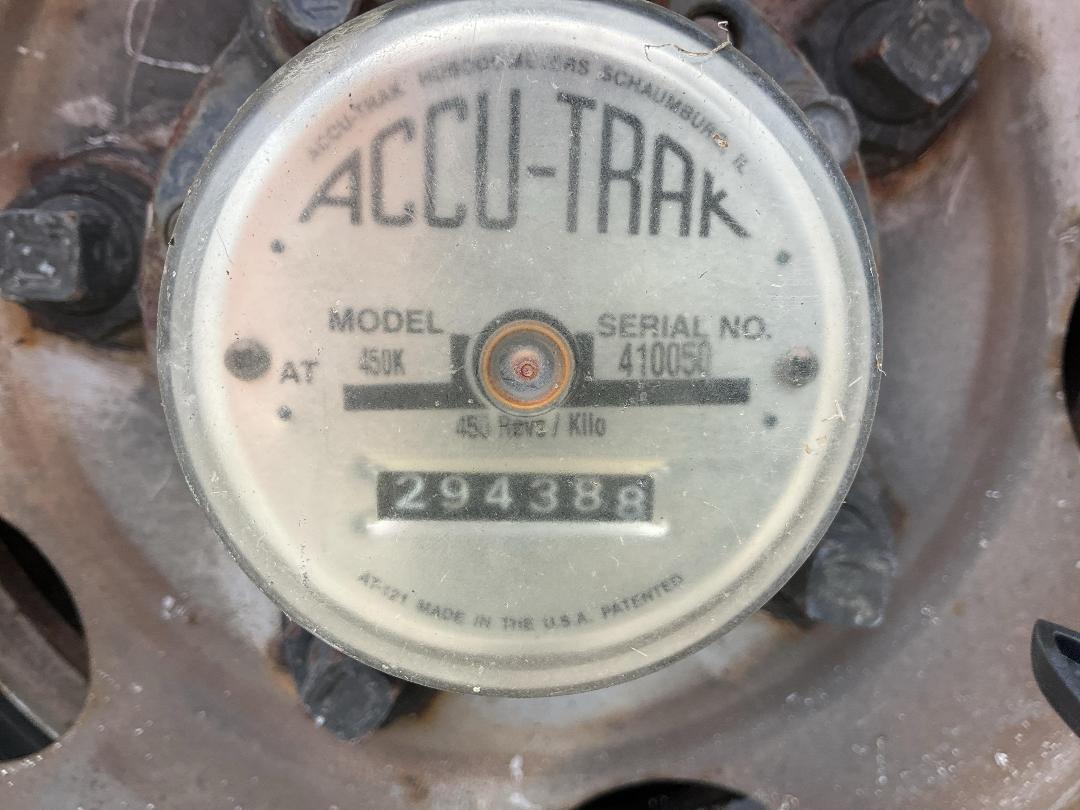 ACCU-TRAK HUBODOMETERS SCHAUMBURG, IL
ACCU-TRAK
MODEL SERIAL NO.
AT 450K 410050
450 Revs / Kilo
294388
AT-121 MADE IN THE U.S.A. PATENTED